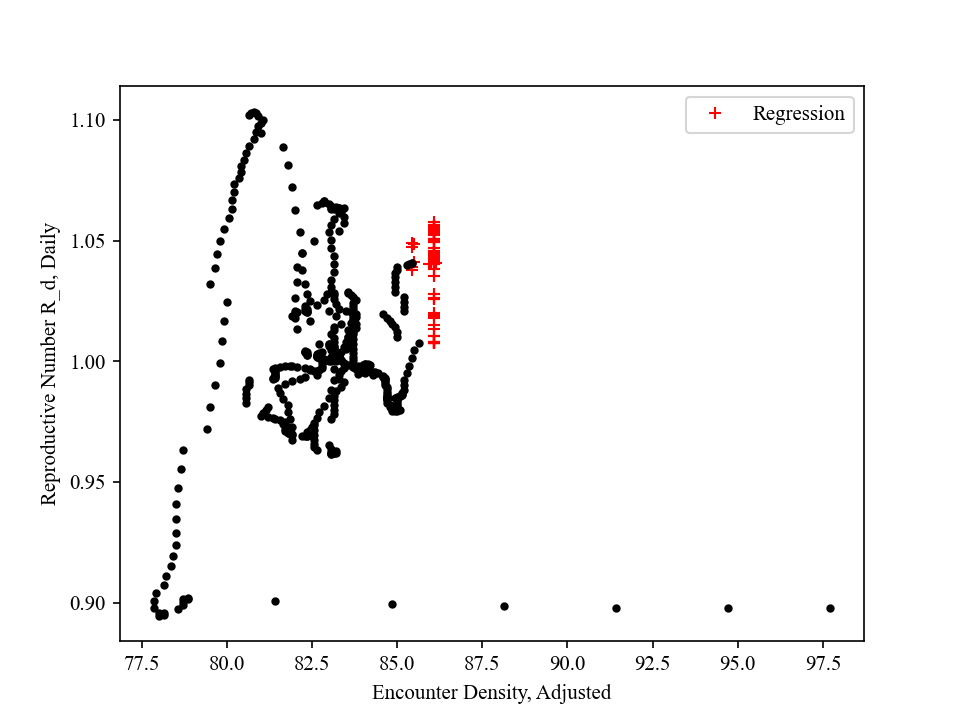 Regression
1.10
1.05
1.00
0.95
0.90
Reproductive Number R_d, Daily
77.5 80.0 82.5 85.0 87.5 90.0 92.5 95.0 97.5
Encounter Density, Adjusted